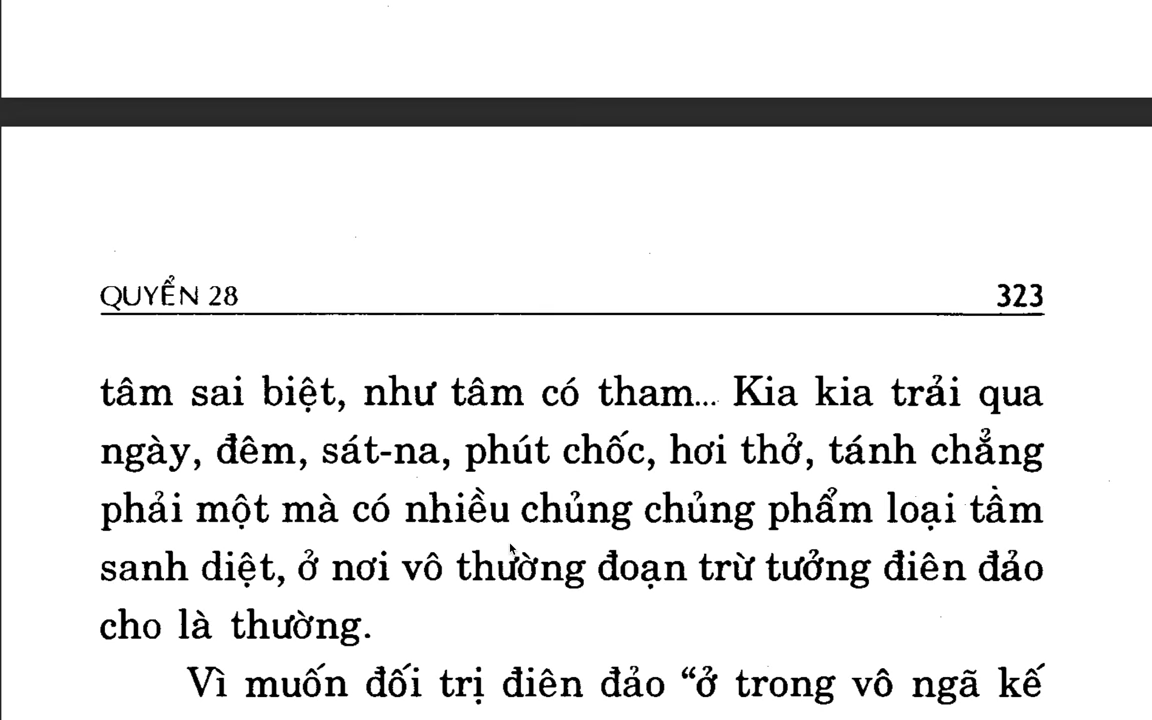 QUYỂN 28 323
tâm sai biệt, như tâm có tham... Kia kia trải qua
ngày, đêm, sát-na, phút chốc, hơi thở, tánh chẳng
phải một mà có nhiều chủng chủng phẩm loại tầm
sanh diệt, ở nơi vô thường đoạn trừ tưởng điên đảo
cho là thường.
Vì muốn đối trị điên đảo “ở trong vô ngã kế